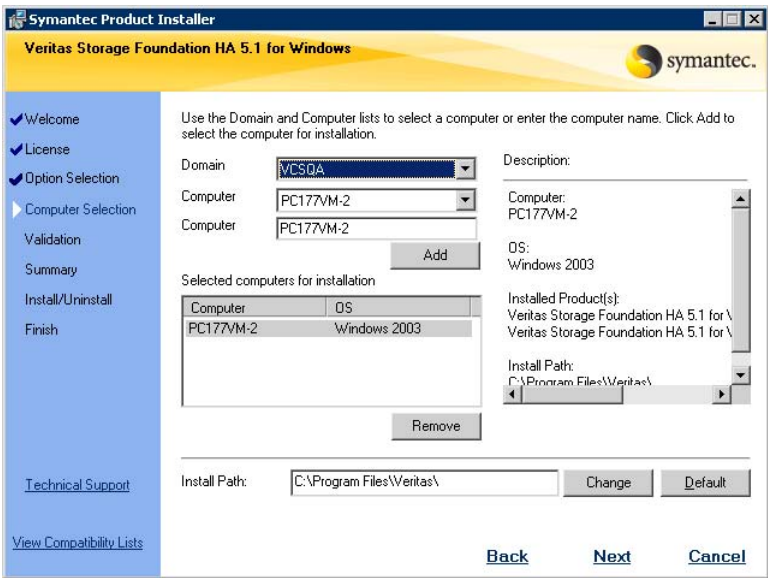 Symantec Product Installer
Veritas Storage Foundation HA 5.1 for Windows
symantec.
Welcome
License
Option Selection
Computer Selection
Validation
Summary
Install/Uninstall
Finish
Technical Support
View Compatibility Lists
Use the Domain and Computer lists to select a computer or enter the computer name. Click Add to
select the computer for installation.
Domain VCSQA
Computer PC177VM-2
Computer PC177VM-2
Add
Selected computers for installation
Computer OS
PC177VM-2 Windows 2003
Remove
Description:
Computer:
PC177VM-2
OS:
Windows 2003
Installed Product(s):
Veritas Storage Foundation HA 5.1 for \
Veritas Storage Foundation HA 5.1 for \
Install Path:
C:\Program Files\Veritas\
Install Path: C:\Program Files\Veritas\ Change Default
Back Next Cancel